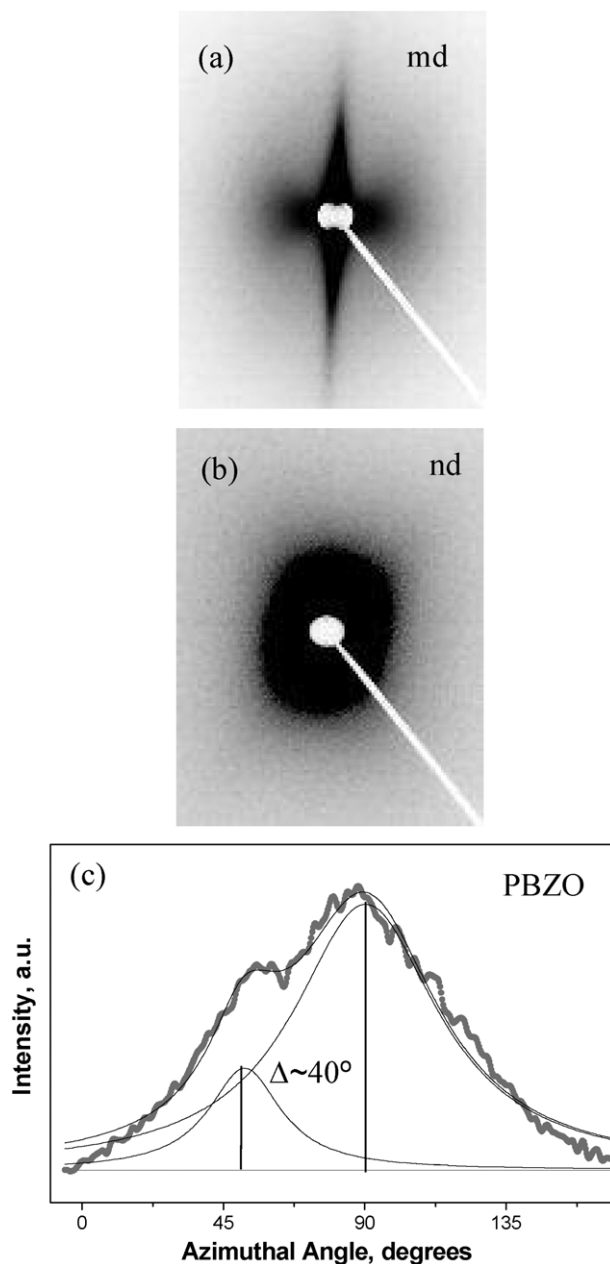 (a) md
(b) nd
(c) PBZO
Δ~40°
Intensity, a.u.
0 45 90 135
Azimuthal Angle, degrees